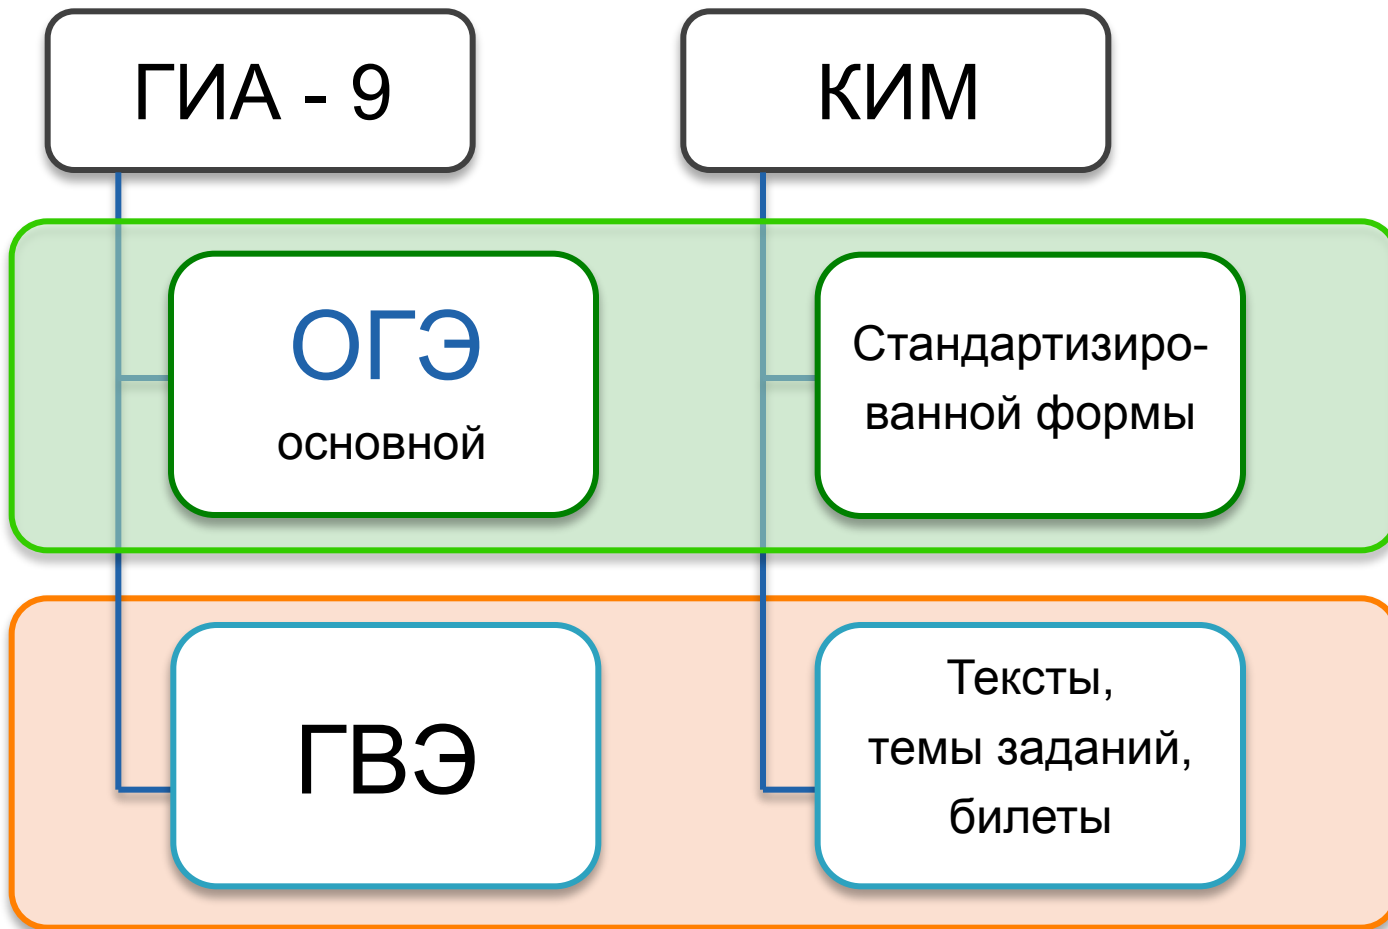 ГИА - 9
КИМ
ОГЭ
основной
Стандартизиро-
ванной формы
ГВЭ
Тексты,
темы заданий,
билеты